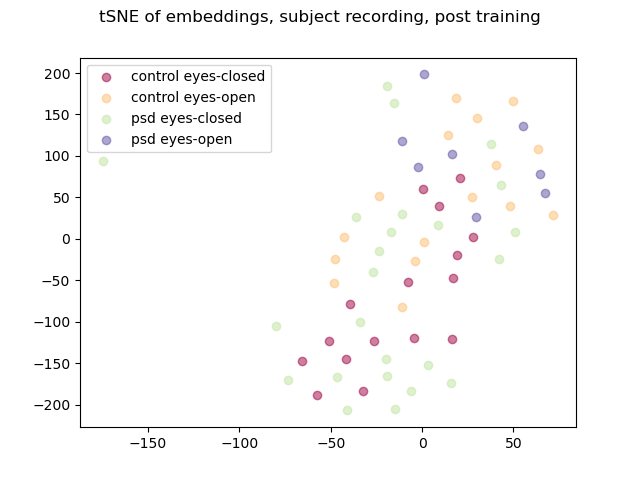 tSNE of embeddings, subject recording, post training
control eyes-closed
control eyes-open
psd eyes-closed
psd eyes-open
200
150
100
50
0
−50
−100
−150
−200
−150
−100
−50
0
50